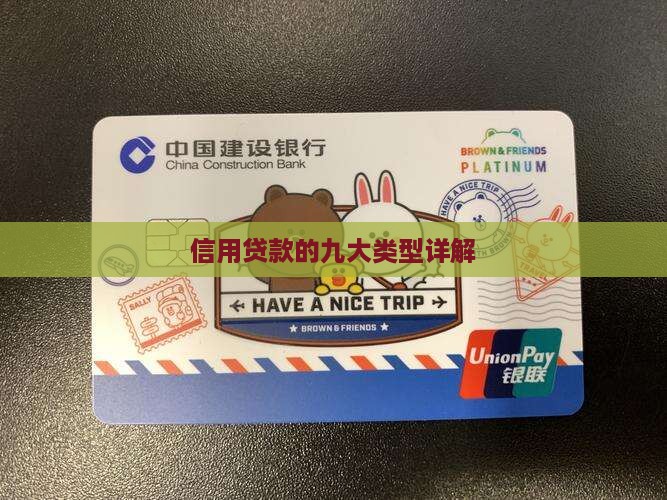 中国建设银行
China Construction Bank
BROWN & FRIENDS
PLATINUM
HAVE A NICE TRIP
信用贷款的九大类型详解
SALLY
HAVE A NICE TRIP
BROWN & FRIENDS
UnionPay
银联